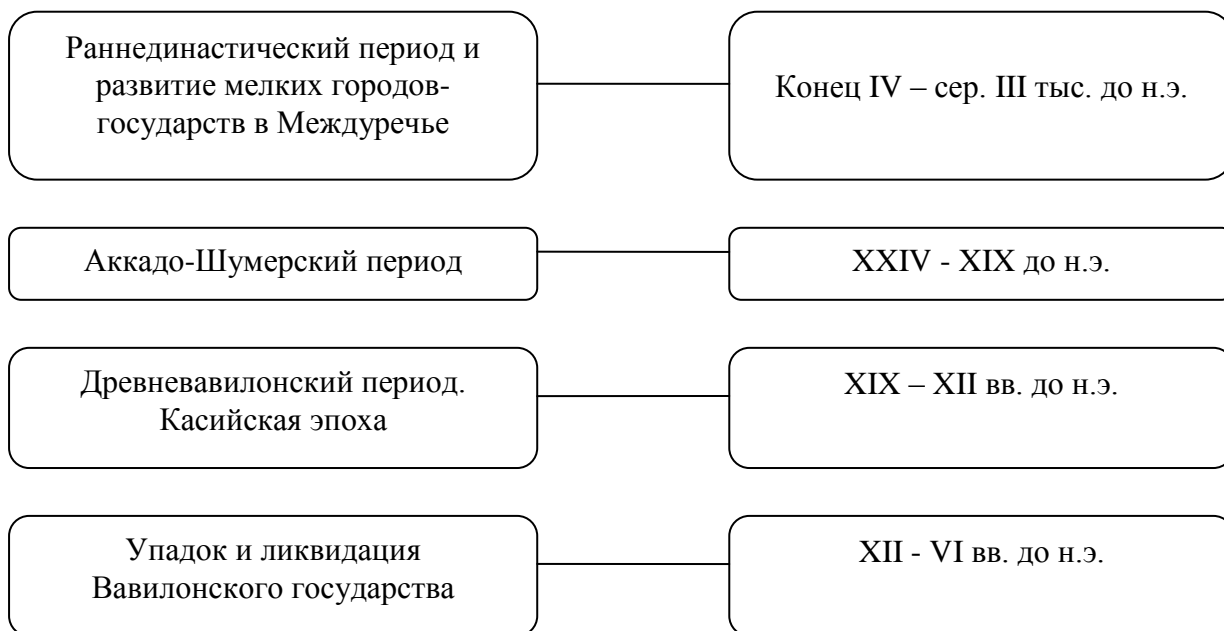 Раннединастический период и
развитие мелких городов-
государств в Междуречье
Конец IV – сер. III тыс. до н.э.
Аккадо-Шумерский период
XXIV - XIX до н.э.
Древневавилонский период.
Касийская эпоха
XIX – XII вв. до н.э.
Упадок и ликвидация
Вавилонского государства
XII - VI вв. до н.э.